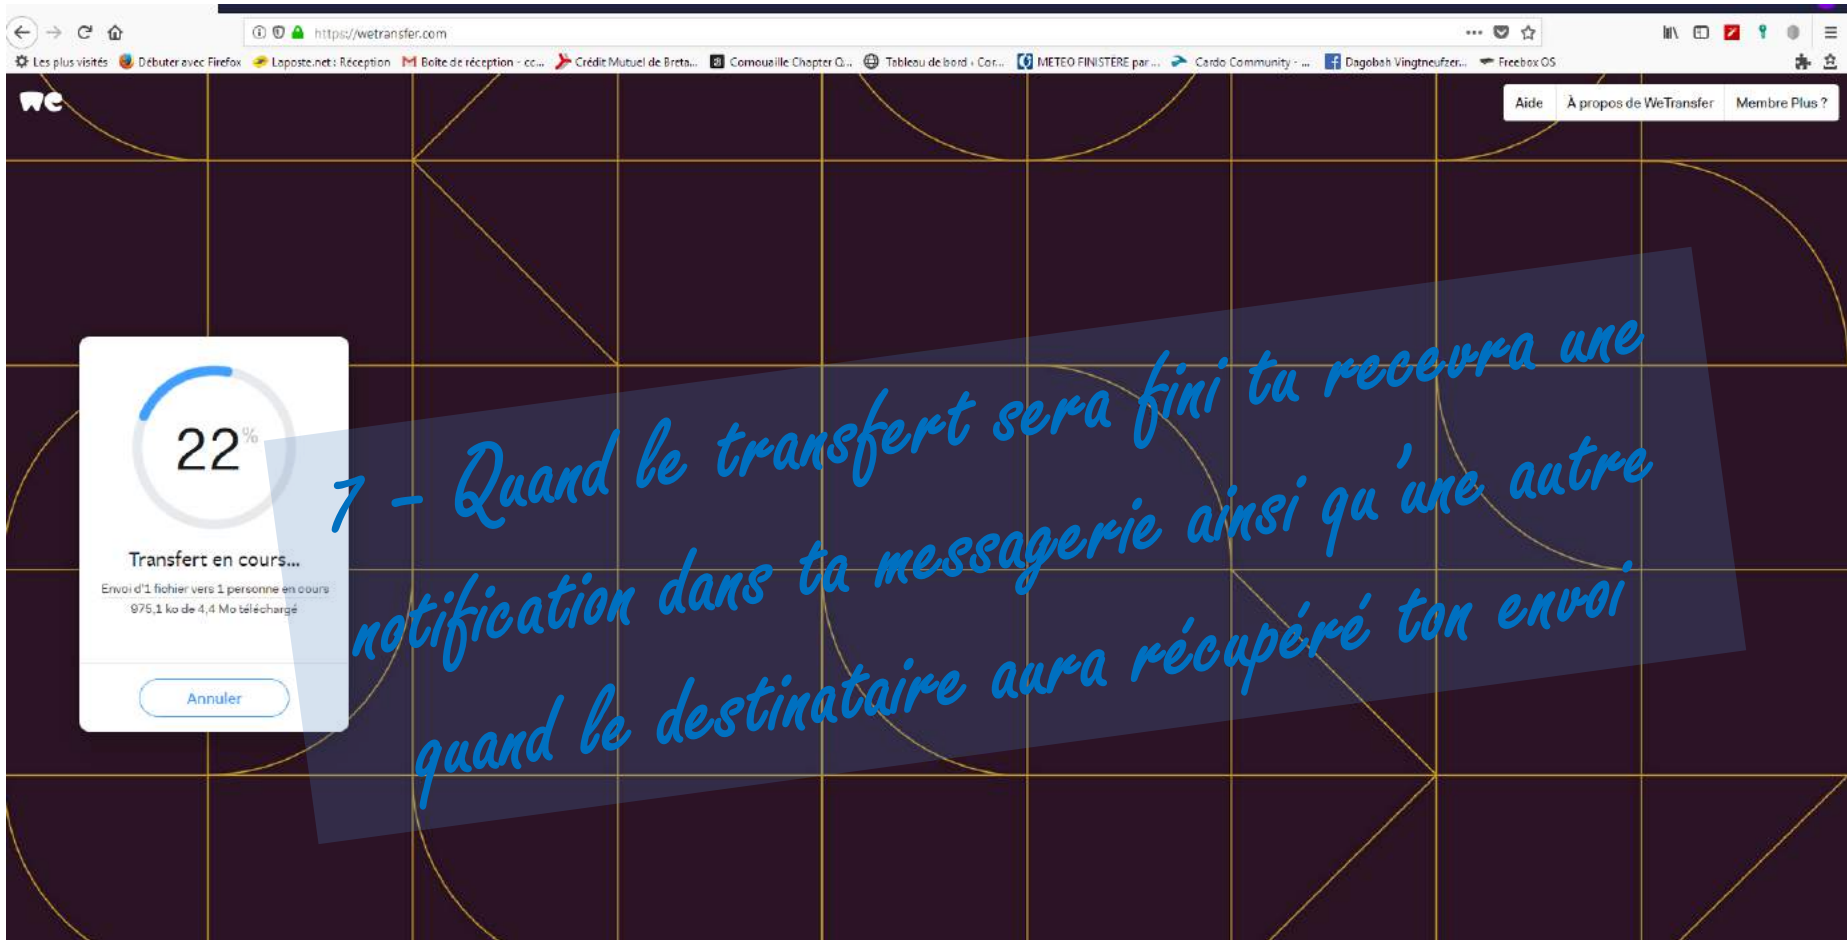 https://wetransfer.com
Les plus visités Débuter avec Firefox Laposte.net : Réception Boîte de réception - cc... Crédit Mutuel de Breta... Cornouaille Chapter Q... Tableau de bord ‹ Cor... METEO FINISTERE par ... Cardo Community - ... Dagobah Vingtneufzer... Freebox OS
we
Aide À propos de WeTransfer Membre Plus ?
22%
Transfert en cours...
Envoi d'1 fichier vers 1 personne en cours
975,1 ko de 4,4 Mo téléchargé
Annuler
7 – Quand le transfert sera fini tu recevra une
notification dans ta messagerie ainsi qu'une autre
quand le destinataire aura récupéré ton envoi